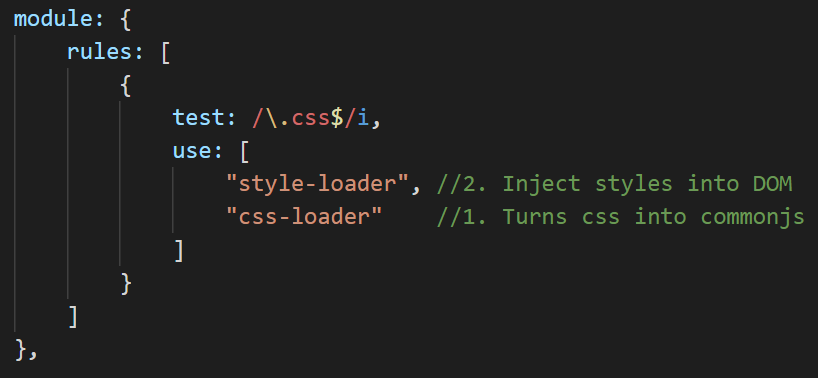 module: {
    rules: [
        {
            test: /\.css$/i,
            use: [
                "style-loader", //2. Inject styles into DOM
                "css-loader"    //1. Turns css into commonjs
            ]
        }
    ]
},